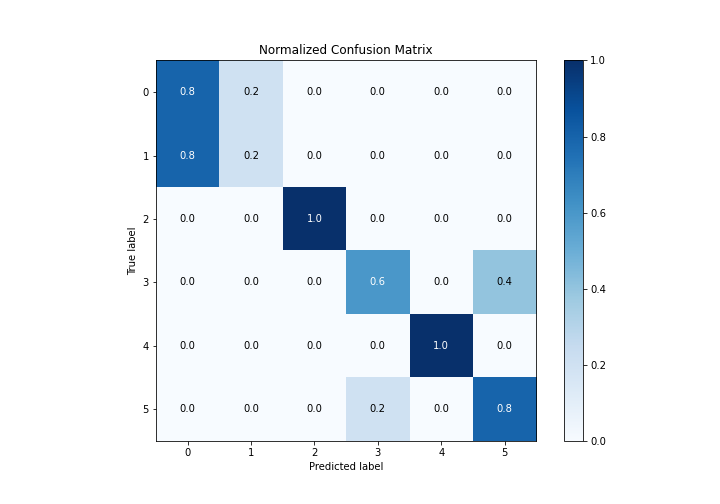 Normalized Confusion Matrix
True label
0 0.8 0.2 0.0 0.0 0.0 0.0
1 0.8 0.2 0.0 0.0 0.0 0.0
2 0.0 0.0 1.0 0.0 0.0 0.0
3 0.0 0.0 0.0 0.6 0.0 0.4
4 0.0 0.0 0.0 0.0 1.0 0.0
5 0.0 0.0 0.0 0.2 0.0 0.8
0 1 2 3 4 5
Predicted label
1.0
0.8
0.6
0.4
0.2
0.0